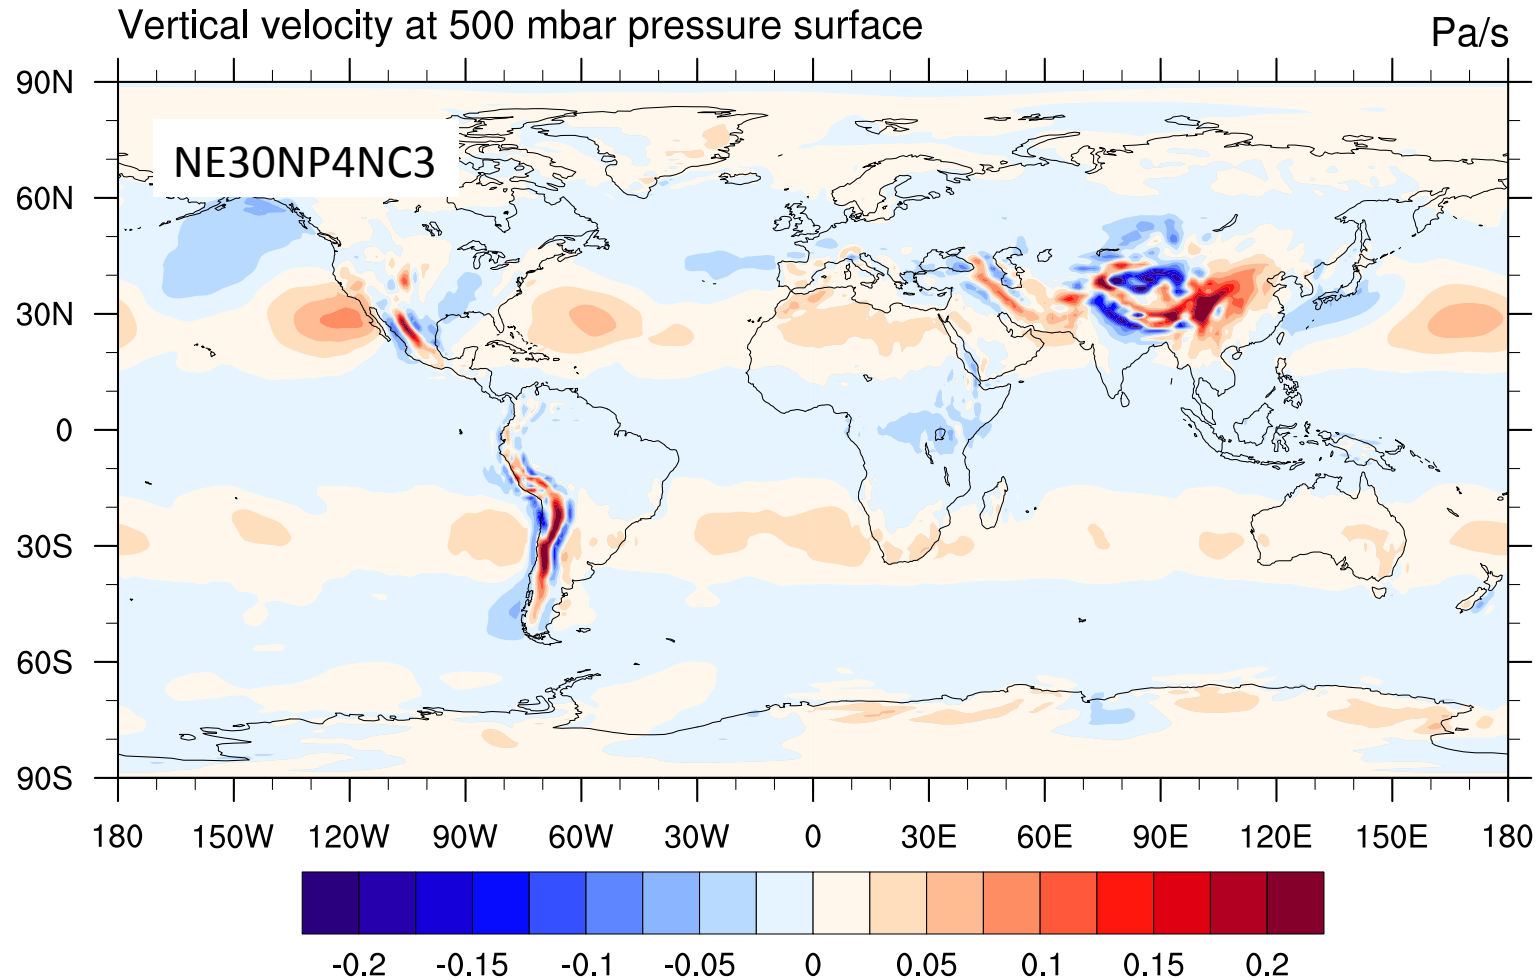 Vertical velocity at 500 mbar pressure surface
Pa/s
90N
NE30NP4NC3
60N
30N
0
30S
60S
90S
180 150W 120W 90W 60W 30W 0 30E 60E 90E 120E 150E 180
-0.2 -0.15 -0.1 -0.05 0 0.05 0.1 0.15 0.2